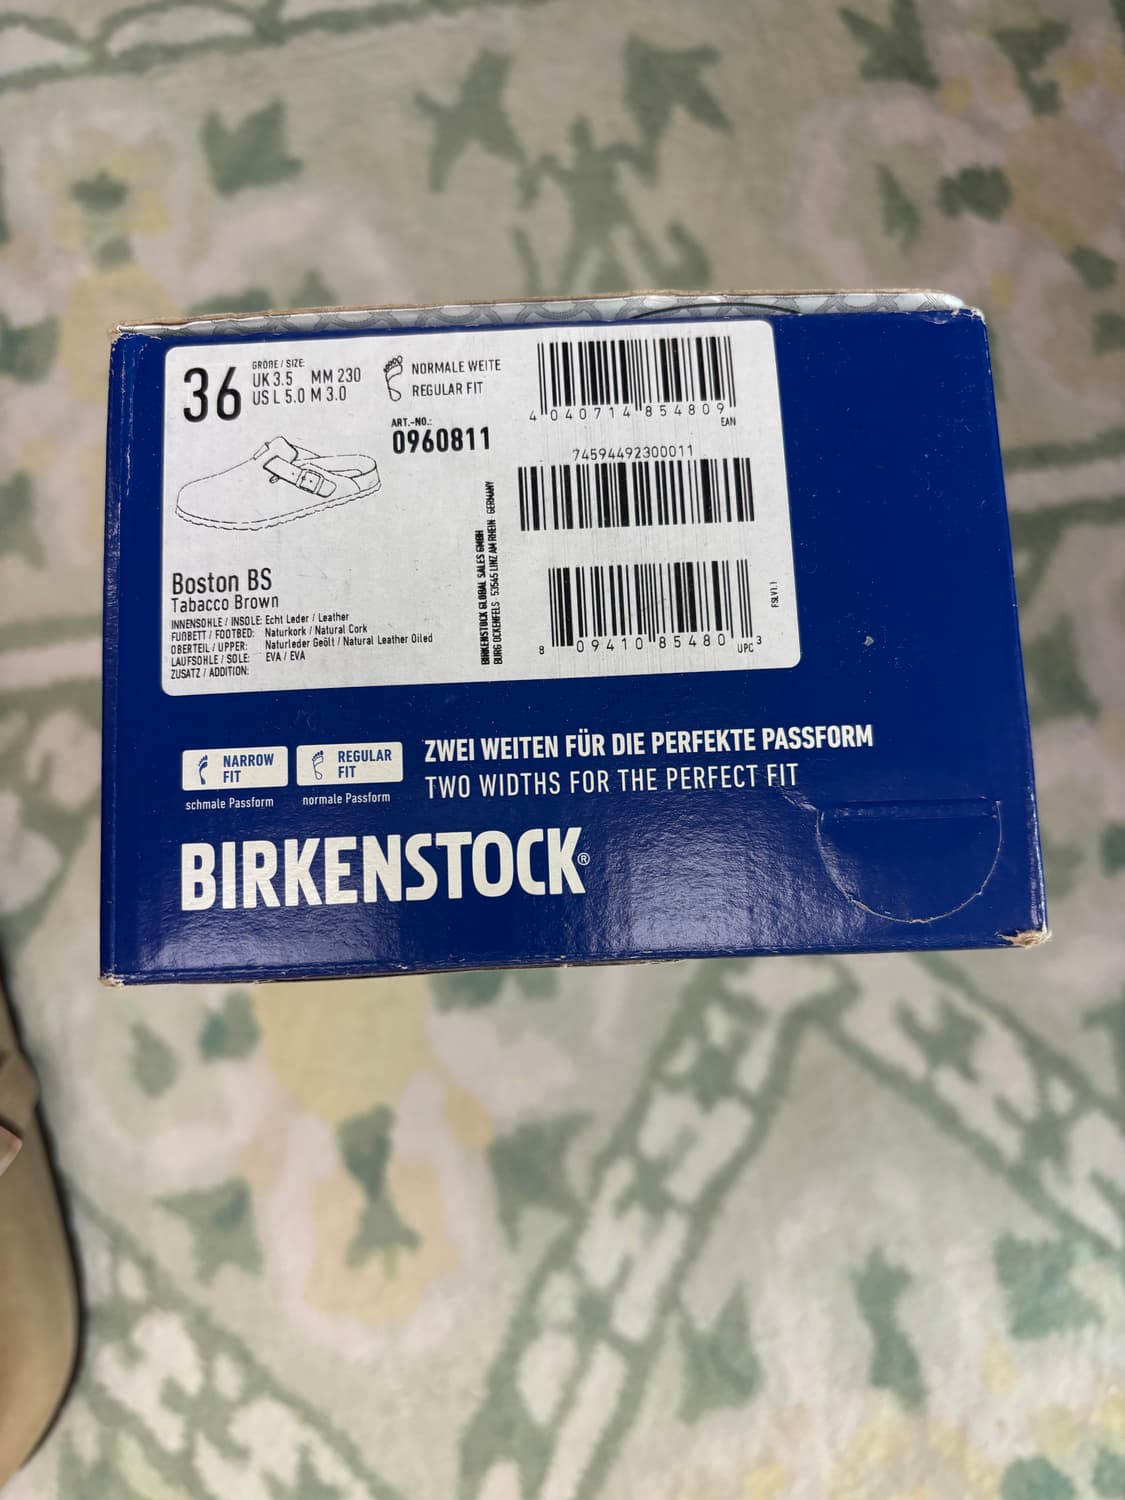 36
GRÖßE / SIZE:
UK 3.5 MM 230
US L 5.0 M 3.0
NORMALE WEITE
REGULAR FIT
ART.-NO.:
0960811
4 040714 854809
EAN
74594492300011
BIRKENSTOCK GLOBAL SALES GMBH
BURG OCKENFELS - 53545 LINZ AM RHEIN - GERMANY
Boston BS
Tabacco Brown
INNENSOHLE / INSOLE: Echt Leder / Leather
FUßBETT / FOOTBED: Naturkork / Natural Cork
OBERTEIL / UPPER: Naturleder Geölt / Natural Leather Oiled
LAUFSOHLE / SOLE: EVA / EVA
ZUSATZ / ADDITION:
8 09410 85480 3
UPC
FSLV1.1
NARROW
FIT
schmale Passform
REGULAR
FIT
normale Passform
ZWEI WEITEN FÜR DIE PERFEKTE PASSFORM
TWO WIDTHS FOR THE PERFECT FIT
BIRKENSTOCK®